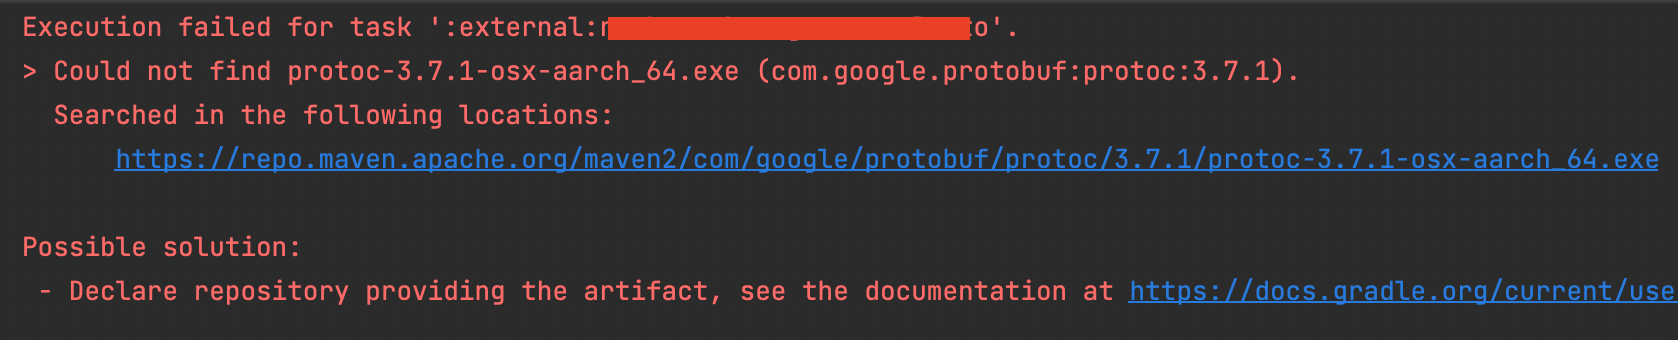 Execution failed for task ':external:
> Could not find protoc-3.7.1-osx-aarch_64.exe (com.google.protobuf:protoc:3.7.1).
Searched in the following locations:
https://repo.maven.apache.org/maven2/com/google/protobuf/protoc/3.7.1/protoc-3.7.1-osx-aarch_64.exe
Possible solution:
- Declare repository providing the artifact, see the documentation at https://docs.gradle.org/current/use